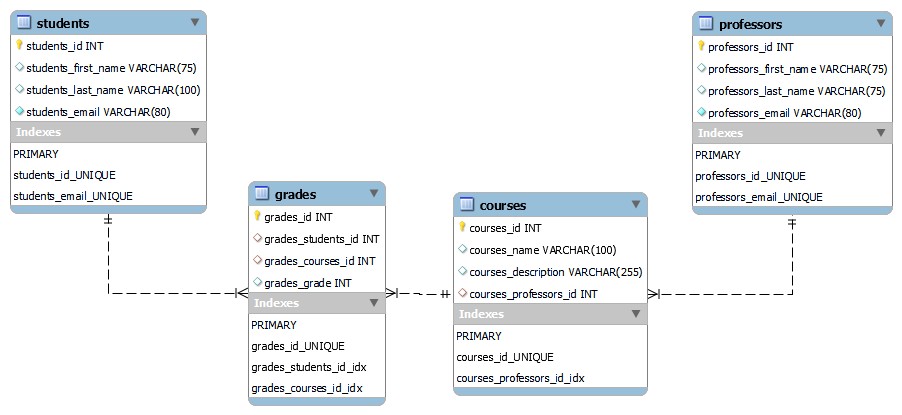 students
students_id INT
students_first_name VARCHAR(75)
students_last_name VARCHAR(100)
students_email VARCHAR(80)
Indexes
PRIMARY
students_id_UNIQUE
students_email_UNIQUE
grades
grades_id INT
grades_students_id INT
grades_courses_id INT
grades_grade INT
Indexes
PRIMARY
grades_id_UNIQUE
grades_students_id_idx
grades_courses_id_idx
courses
courses_id INT
courses_name VARCHAR(100)
courses_description VARCHAR(255)
courses_professors_id INT
Indexes
PRIMARY
courses_id_UNIQUE
courses_professors_id_idx
professors
professors_id INT
professors_first_name VARCHAR(75)
professors_last_name VARCHAR(75)
professors_email VARCHAR(80)
Indexes
PRIMARY
professors_id_UNIQUE
professors_email_UNIQUE